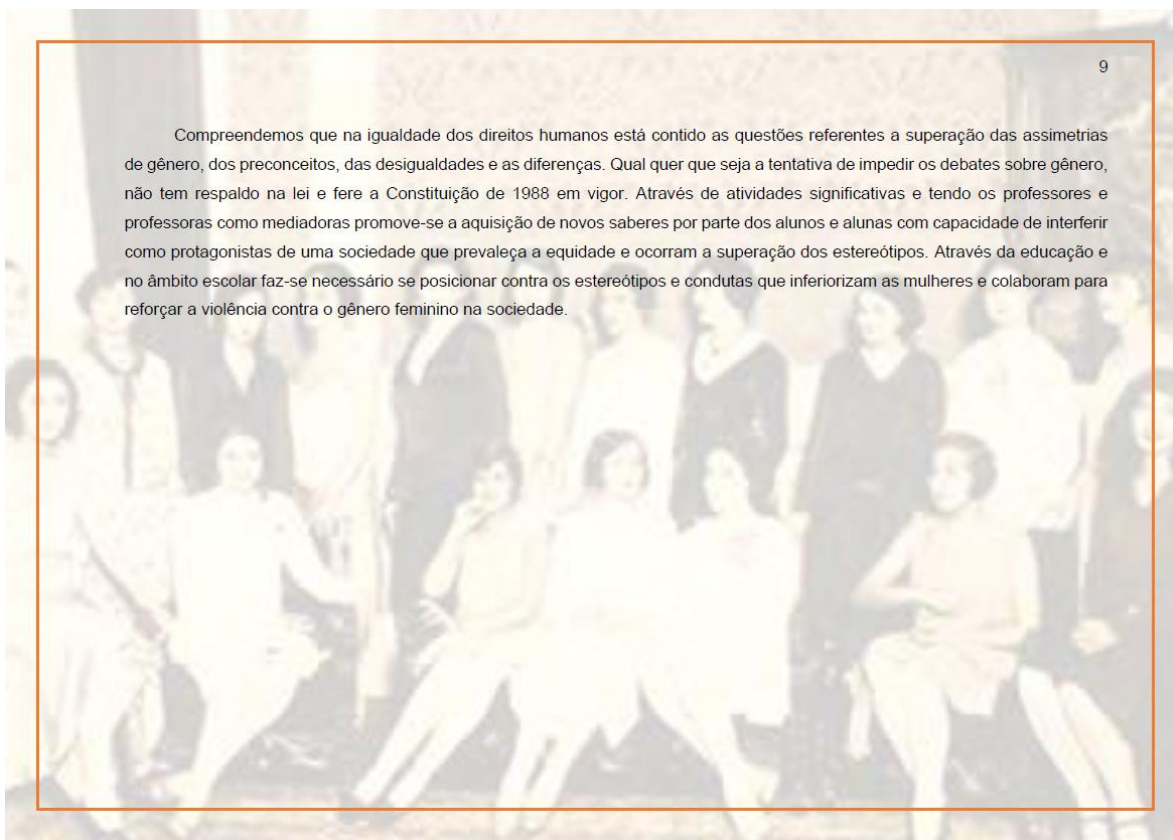 9
Compreendemos que na igualdade dos direitos humanos está contido as questões referentes a superação das assimetrias
de gênero, dos preconceitos, das desigualdades e as diferenças. Qual quer que seja a tentativa de impedir os debates sobre gênero,
não tem respaldo na lei e fere a Constituição de 1988 em vigor. Através de atividades significativas e tendo os professores e
professoras como mediadoras promove-se a aquisição de novos saberes por parte dos alunos e alunas com capacidade de interferir
como protagonistas de uma sociedade que prevaleça a equidade e ocorram a superação dos estereótipos. Através da educação e
no âmbito escolar faz-se necessário se posicionar contra os estereótipos e condutas que inferiorizam as mulheres e colaboram para
reforçar a violência contra o gênero feminino na sociedade.